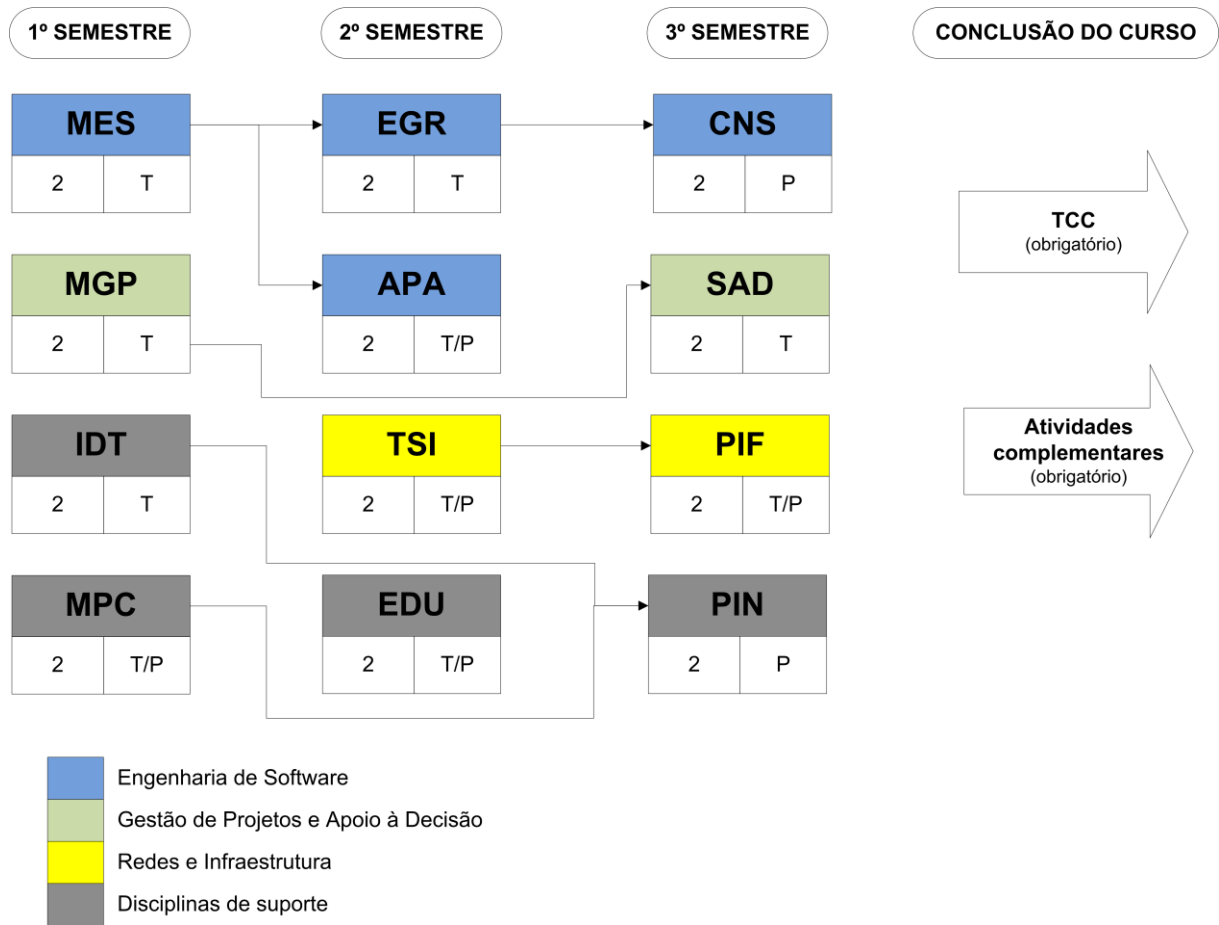 1º SEMESTRE
2º SEMESTRE
3º SEMESTRE
CONCLUSÃO DO CURSO
MES
EGR
CNS
2 T
2 T
2 P
TCC
(obrigatório)
MGP
APA
SAD
2 T
2 T/P
2 T
IDT
TSI
PIF
Atividades
complementares
(obrigatório)
2 T
2 T/P
2 T/P
MPC
EDU
PIN
2 T/P
2 T/P
2 P
Engenharia de Software
Gestão de Projetos e Apoio à Decisão
Redes e Infraestrutura
Disciplinas de suporte